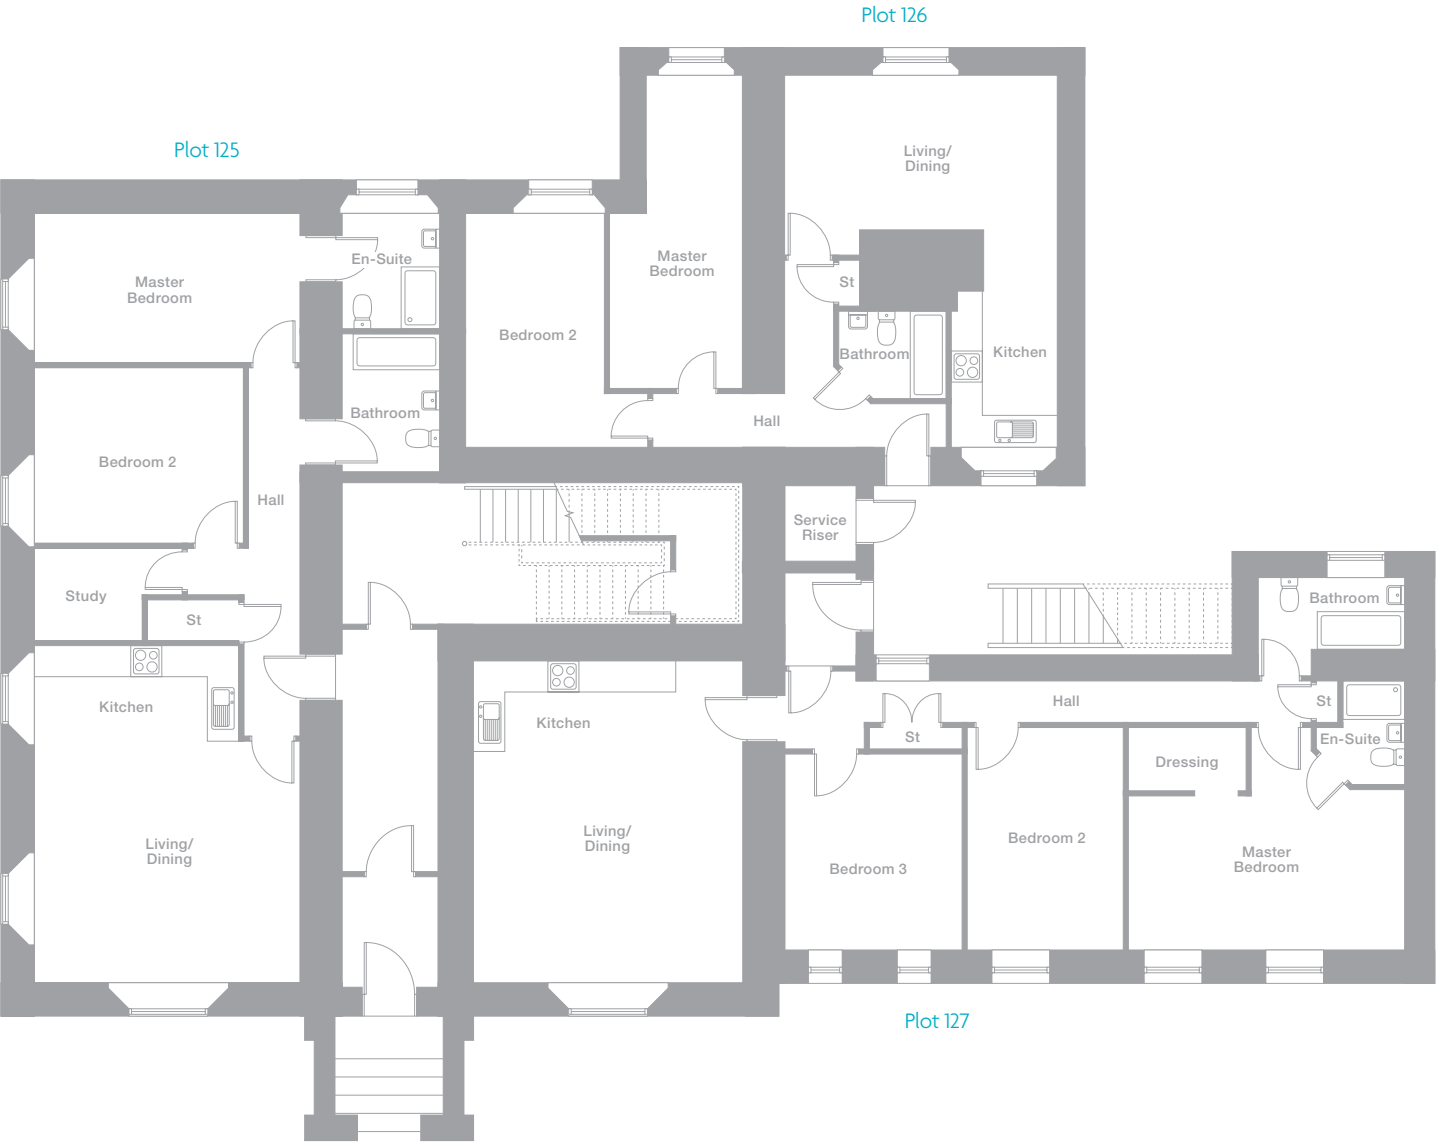 Plot 126
Living/
Dining
Plot 125
En-Suite
Master
Bedroom
Master
Bedroom
St
Bedroom 2
Bathroom
Kitchen
Bathroom
Hall
Bedroom 2
Hall
Service
Riser
Study
Bathroom
St
Hall
St
Kitchen
Kitchen
St
En-Suite
Dressing
Living/
Dining
Living/
Dining
Bedroom 2
Master
Bedroom
Bedroom 3
Plot 127